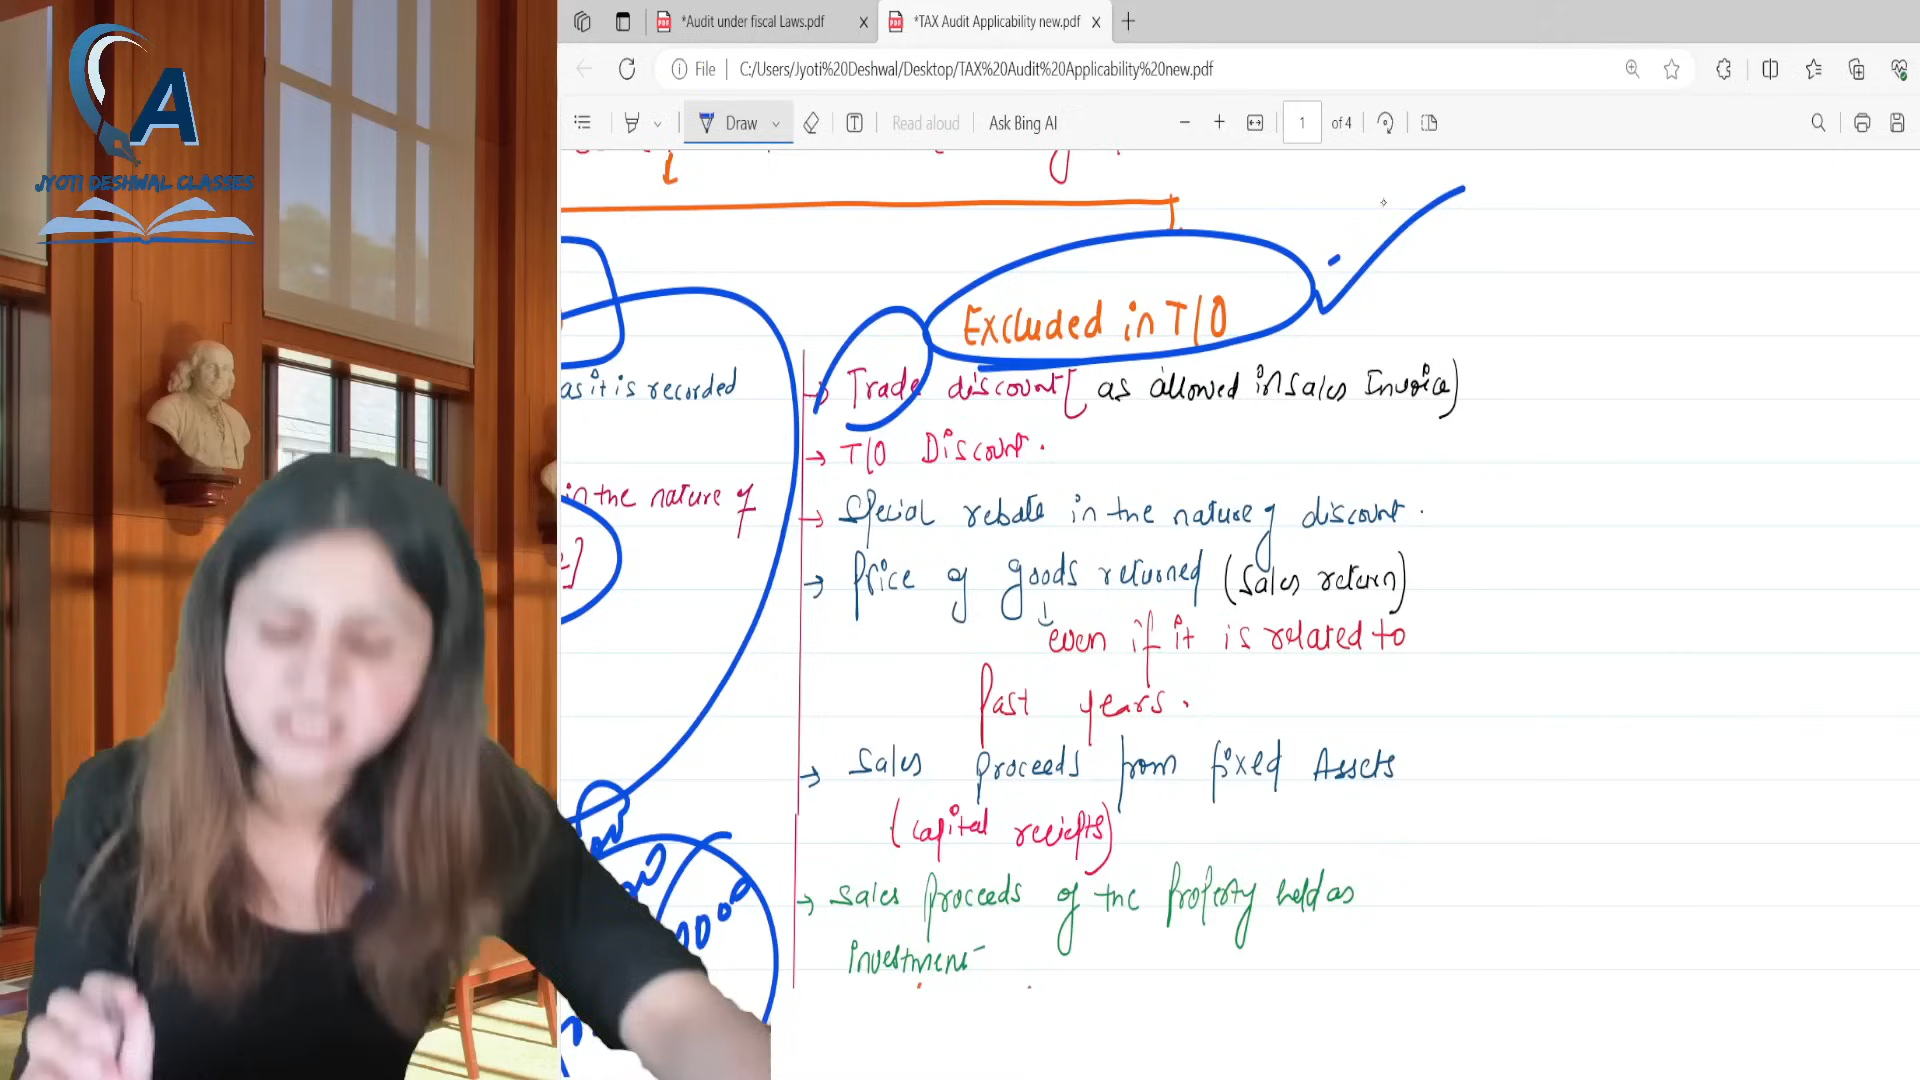 *Audit under fiscal Laws.pdf
*TAX Audit Applicability new.pdf
File
C:/Users/Jyoti%20Deshwal/Desktop/TAX%20Audit%20Applicability%20new.pdf
Draw
Read aloud
Ask Bing AI
1
of 4
A
JYOTI DESHWAL CLASSES
Excluded in T/O
as it is recorded
→ Trade discount [ as allowed in sales Invoice)
→ T/O Discount.
in the nature of
→ Special rebate in the nature of discount.
→ Price of goods returned (Sales return)
even if it is related to
Past years.
→ Sales proceeds from fixed Assets
(capital reciepts)
→ Sales proceeds of the Property held as
investment